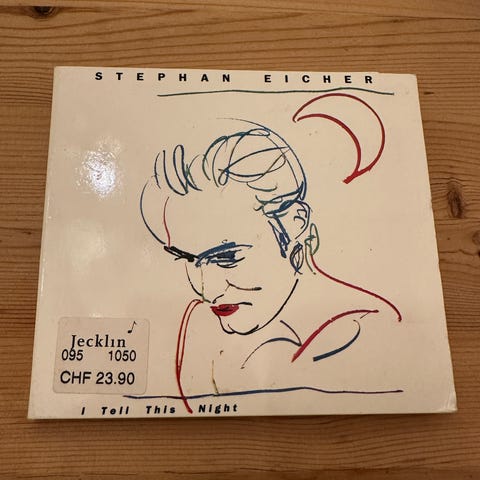 STEPHAN EICHER
Jecklin
095 1050
CHF 23.90
I Tell This Night